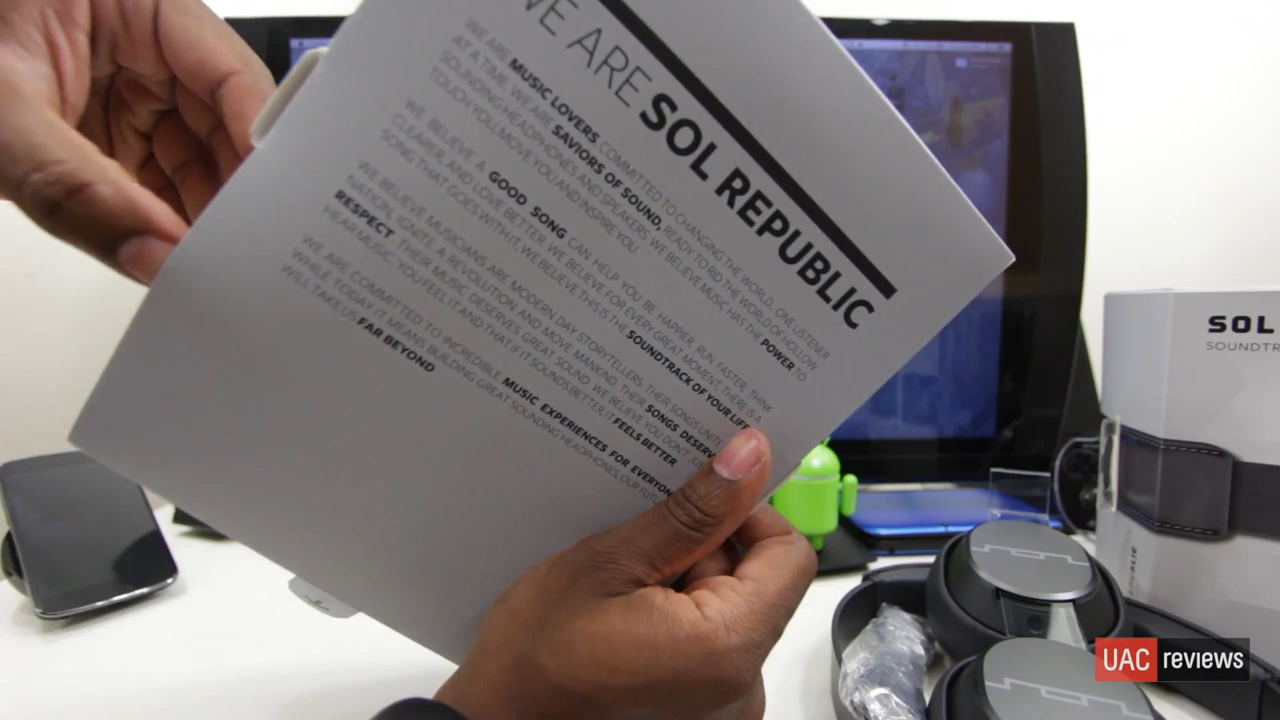 WE ARE SOL REPUBLIC
WE ARE MUSIC LOVERS COMMITTED TO CHANGING THE WORLD, ONE LISTENER
AT A TIME. WE ARE SAVIORS OF SOUND, READY TO RID THE WORLD OF HOLLOW
SOUNDING HEADPHONES AND SPEAKERS. WE BELIEVE MUSIC HAS THE POWER TO
TOUCH YOU, MOVE YOU AND INSPIRE YOU.
WE BELIEVE A GOOD SONG CAN HELP YOU BE HAPPIER, RUN FASTER, THINK
CLEARER, AND LOVE BETTER. WE BELIEVE FOR EVERY GREAT MOMENT, THERE IS A
SONG THAT GOES WITH IT. WE BELIEVE THIS IS THE SOUNDTRACK OF YOUR LIFE.
WE BELIEVE MUSICIANS ARE MODERN DAY STORYTELLERS. THEIR SONGS UNITE
NATION, IGNITE A REVOLUTION AND MOVE MANKIND. THEIR SONGS DESERV
RESPECT THEIR MUSIC DESERVES GREAT SOUND. WE BELIEVE YOU DON'T JUS
HEAR MUSIC, YOU FEEL IT. AND THAT IF IT SOUNDS BETTER, IT FEELS BETTER
WE ARE COMMITTED TO INCREDIBLE MUSIC EXPERIENCES FOR EVERYON
WHILE TODAY IT MEANS BUILDING GREAT SOUNDING HEADPHONES, OUR FUTU
WILL TAKE US FAR BEYOND
SOL
SOUNDTR
UAC reviews